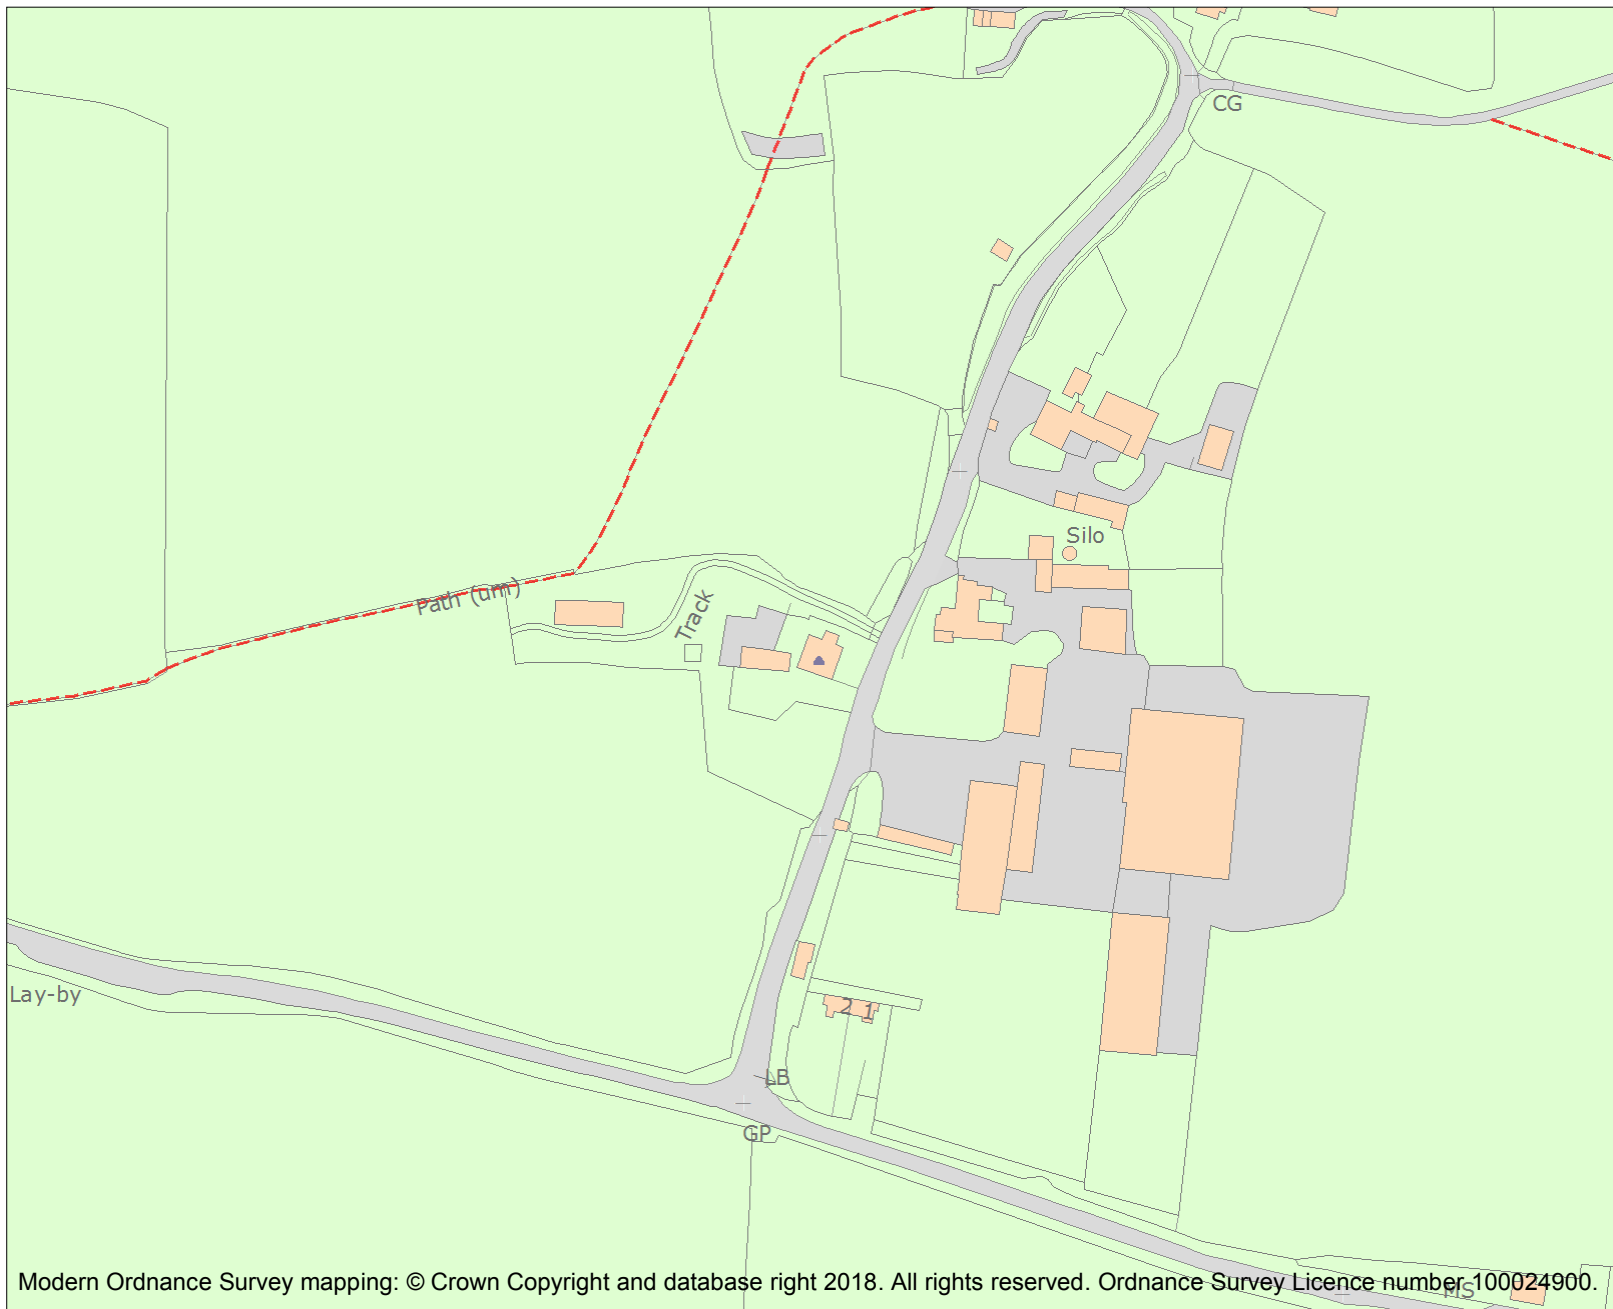 CG
Silo
Path (um)
Track
Lay-by
2 1
LB
GP
MS
Modern Ordnance Survey mapping: © Crown Copyright and database right 2018. All rights reserved. Ordnance Survey Licence number 100024900.